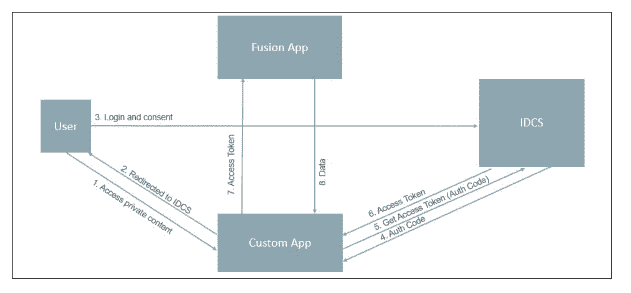 Fusion App
User
3. Login and consent
IDCS
7. Access Token
8. Data
2. Redirected to IDCS
1. Access private content
6. Access Token
5. Get Access Token (Auth Code)
4. Auth Code
Custom App